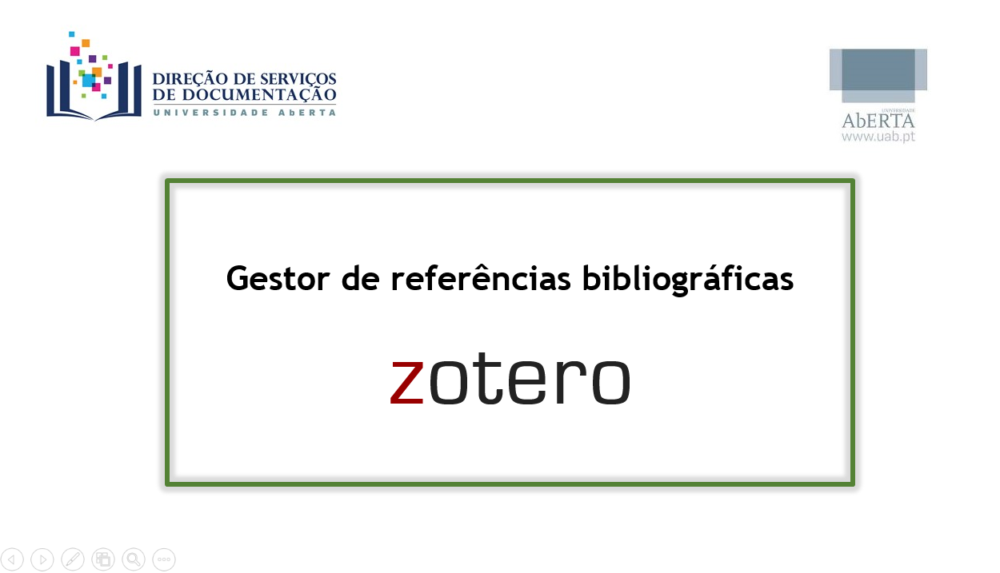 DIREÇÃO DE SERVIÇOS
DE DOCUMENTAÇÃO
UNIVERSIDADE AbERTA
UNIVERSIDADE
AbERTA
www.uab.pt
Gestor de referências bibliográficas
zotero